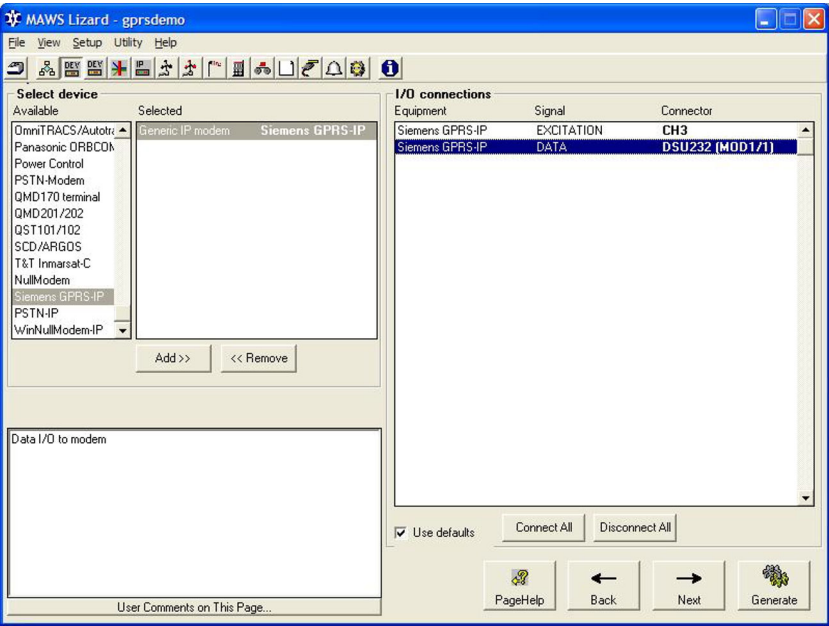 MAWS Lizard - gprsdemo
File View Setup Utility Help
DEV DEV IP
Select device
Available Selected
OmniTRACS/Autotra
Panasonic ORBCOM
Power Control
PSTN-Modem
QMD170 terminal
QMD201/202
QST101/102
SCD/ARGOS
T&T Inmarsat-C
NullModem
Siemens GPRS-IP
PSTN-IP
WinNullModem-IP
Generic IP modem Siemens GPRS-IP
Add >> << Remove
Data I/O to modem
User Comments on This Page...
I/O connections
Equipment Signal Connector
Siemens GPRS-IP EXCITATION CH3
Siemens GPRS-IP DATA DSU232 (MOD1/1)
Use defaults Connect All Disconnect All
PageHelp Back Next Generate